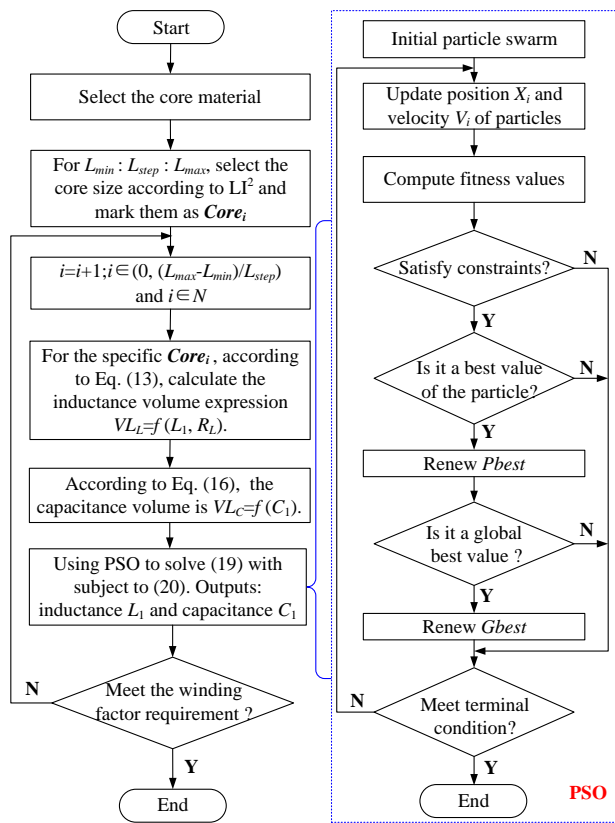 Start
Select the core material
For Lmin : Lstep : Lmax, select the
core size according to LI² and
mark them as Corei
i=i+1;i∈(0, (Lmax-Lmin)/Lstep)
and i∈N
For the specific Corei, according
to Eq. (13), calculate the
inductance volume expression
VLL=f(L1, RL).
According to Eq. (16), the
capacitance volume is VLC=f(C1).
Using PSO to solve (19) with
subject to (20). Outputs:
inductance L1 and capacitance C1
N
Meet the winding
factor requirement ?
Y
End
Initial particle swarm
Update position Xi and
velocity Vi of particles
Compute fitness values
Satisfy constraints?
N
Y
Is it a best value
of the particle?
N
Y
Renew Pbest
Is it a global
best value ?
N
Y
Renew Gbest
N
Meet terminal
condition?
Y
End
PSO